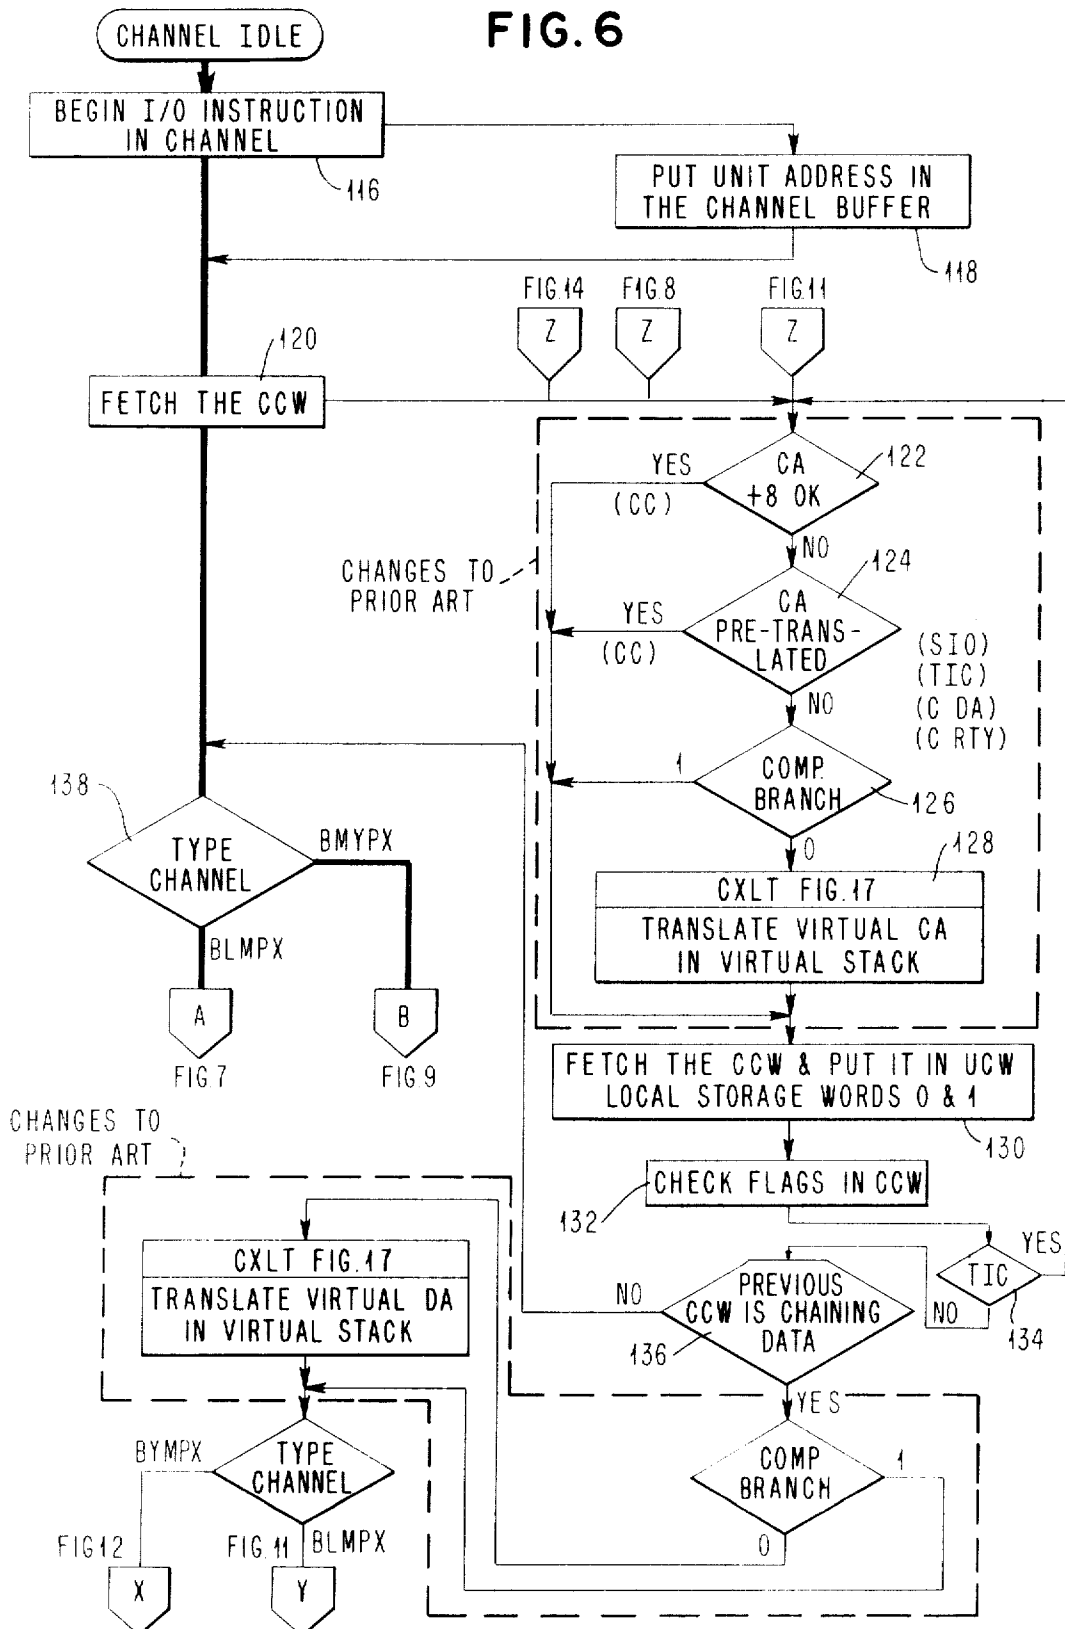 FIG. 6
CHANNEL IDLE
BEGIN I/O INSTRUCTION
IN CHANNEL
116
PUT UNIT ADDRESS IN
THE CHANNEL BUFFER
118
FIG.14
FIG.8
FIG.11
Z
Z
Z
120
FETCH THE CCW
CA
+8 OK
122
YES
(CC)
NO
CHANGES TO
PRIOR ART
CA
PRE-TRANS-
LATED
124
YES
(CC)
(SIO)
(TIC)
(C DA)
(C RTY)
NO
COMP.
BRANCH
126
1
0
138
TYPE
CHANNEL
BMYPX
BLMPX
128
CXLT FIG.17
TRANSLATE VIRTUAL CA
IN VIRTUAL STACK
A
FIG.7
B
FIG.9
FETCH THE CCW & PUT IT IN UCW
LOCAL STORAGE WORDS 0 & 1
130
CHANGES TO
PRIOR ART
CHECK FLAGS IN CCW
132
YES
TIC
NO
134
CXLT FIG.17
TRANSLATE VIRTUAL DA
IN VIRTUAL STACK
NO
PREVIOUS
CCW IS CHAINING
DATA
136
YES
BYMPX
TYPE
CHANNEL
BLMPX
COMP
BRANCH
1
0
FIG12
X
FIG.11
Y